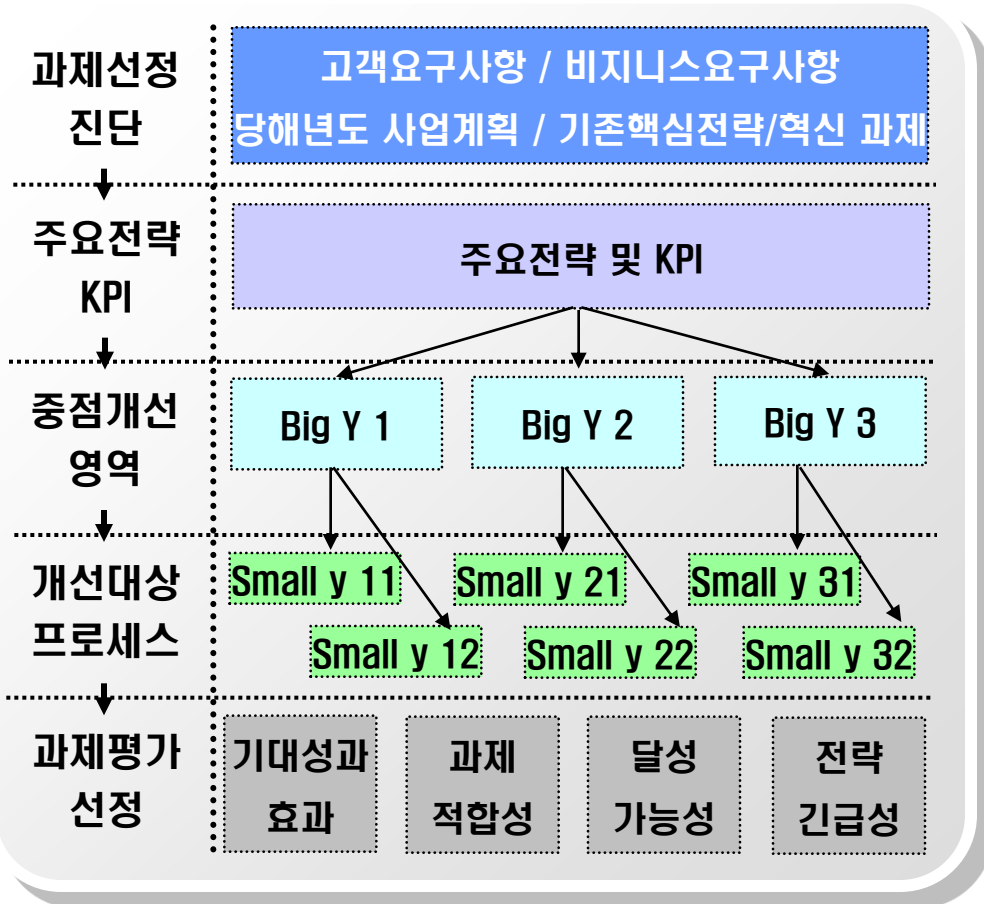 과제선정
진단
고객요구사항 / 비지니스요구사항
당해년도 사업계획 / 기존핵심전략/혁신 과제
주요전략
KPI
주요전략 및 KPI
중점개선
영역
Big Y 1
Big Y 2
Big Y 3
개선대상
프로세스
Small y 11
Small y 21
Small y 31
Small y 12
Small y 22
Small y 32
과제평가
선정
기대성과
효과
과제
적합성
달성
가능성
전략
긴급성